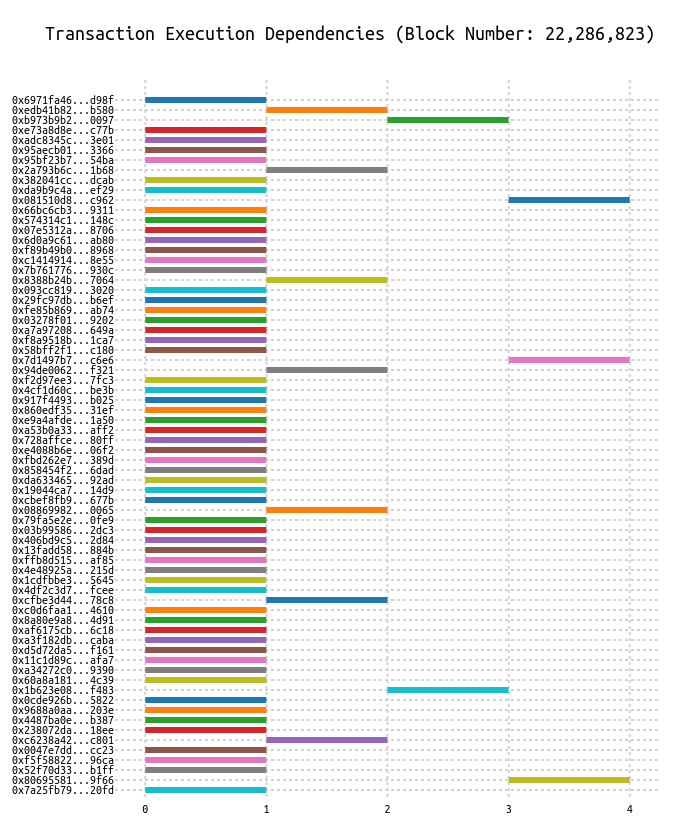 Transaction Execution Dependencies (Block Number: 22,286,823)
0x6971fa46...d98f
0xedb41b82...b580
0xb973b9b2...0097
0xe73a8d8e...c77b
0xadc8345c...3e01
0x95aecb01...3366
0x95bf23b7...54ba
0x2a793b6c...1b68
0x382041cc...dcab
0xda9b9c4a...ef29
0x081510d8...c962
0x66bc6cb3...9311
0x574314c1...148c
0x07e5312a...8706
0x6d0a9c61...ab80
0xf89b49b0...8968
0xc1414914...8e55
0x7b761776...930c
0x8388b24b...7064
0x093cc819...3020
0x29fc97db...b6ef
0xfe85b869...ab74
0x03278f01...9202
0xa7a97208...649a
0xf8a9518b...1ca7
0x58bff2f1...c180
0x7d1497b7...c6e6
0x94de0062...f321
0xf2d97ee3...7fc3
0x4cf1d60c...be3b
0x917f4493...b025
0x860edf35...31ef
0xe9a4afde...1a50
0xa53b0a33...aff2
0x728affce...80ff
0xe4088b6e...06f2
0xfbd262e7...389d
0x858454f2...6dad
0xda633465...92ad
0x19044ca7...14d9
0xcbef8fb9...677b
0x08869982...0065
0x79fa5e2e...0fe9
0x03b99586...2dc3
0x406bd9c5...2d84
0x13fadd58...884b
0xffb8d515...af85
0x4e48925a...215d
0x1cdfbbe3...5645
0x4df2c3d7...fcee
0xcfbe3d44...78c8
0xc0d6faa1...4610
0x8a80e9a8...4d91
0xaf6175cb...6c18
0xa3f182db...caba
0xd5d72da5...f161
0x11c1d89c...afa7
0xa34272c0...9390
0x60a8a181...4c39
0x1b623e08...f483
0x0cde926b...5822
0x9688a0aa...203e
0x4487ba0e...b387
0x238072da...18ee
0xc6238a42...c801
0x0047e7dd...cc23
0xf5f58822...96ca
0x52f70d33...b1ff
0x80695581...9f66
0x7a25fb79...20fd
0 1 2 3 4